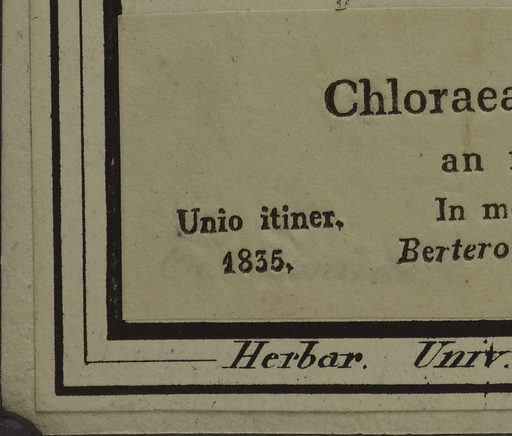 Chloraea
an
Unio itiner. In m
1835. Bertero
Herbar. Univ.